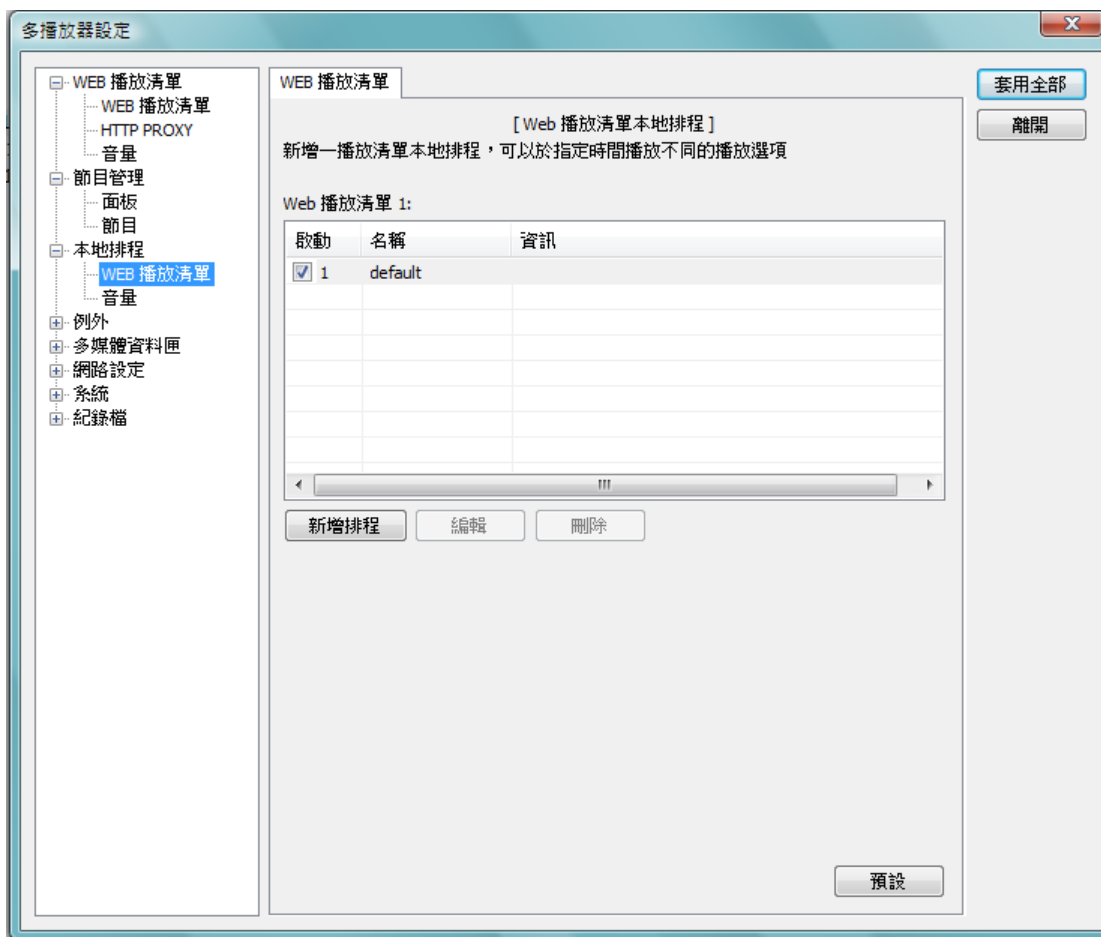 多播放器設定
WEB 播放清單
WEB 播放清單
HTTP PROXY
音量
節目管理
面板
節目
本地排程
WEB 播放清單
音量
例外
多媒體資料匣
網路設定
系統
紀錄檔
WEB 播放清單
[ Web 播放清單本地排程 ]
新增一播放清單本地排程，可以於指定時間播放不同的播放選項
Web 播放清單 1:
啟動 名稱 資訊
1 default
新增排程 編輯 刪除
預設
套用全部
離開